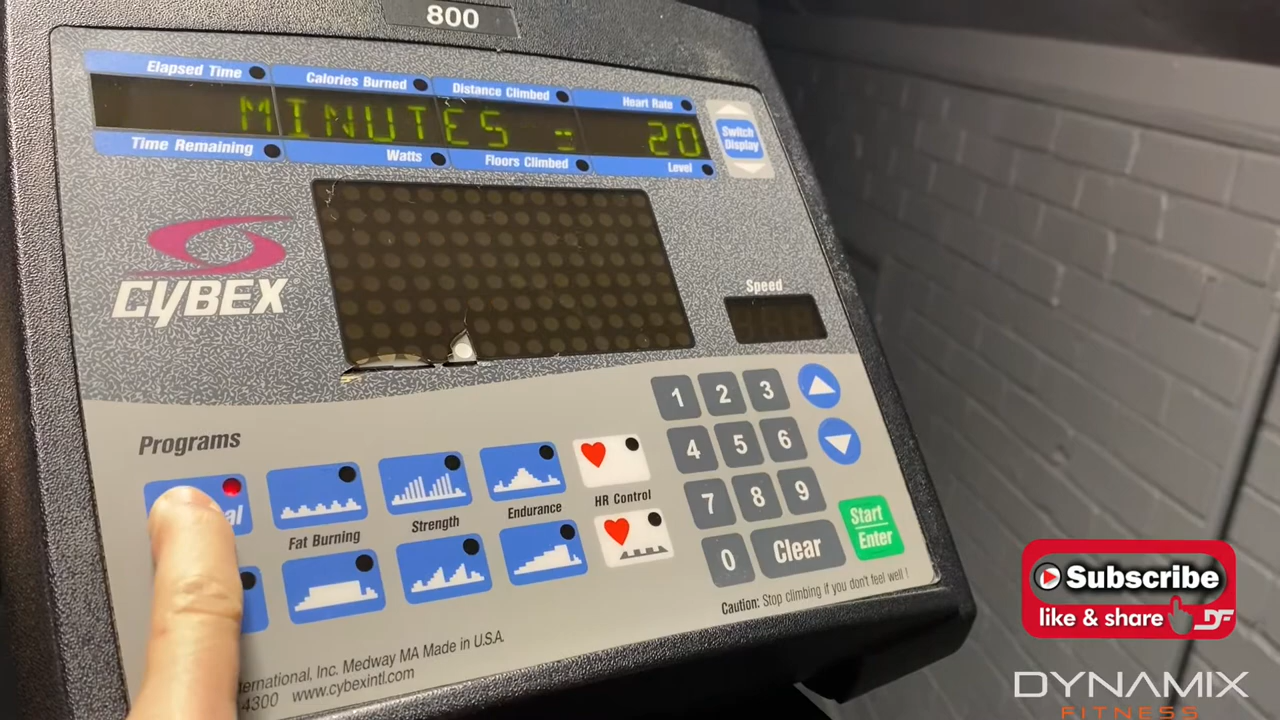 800
Elapsed Time
Calories Burned
Distance Climbed
Heart Rate
MINUTES = 20
Switch
Display
Time Remaining
Watts
Floors Climbed
Level
CYBEX
Speed
Programs
1 2 3
4 5 6
7 8 9
0 Clear
Start
Enter
Fat Burning
Strength
Endurance
HR Control
Caution: Stop climbing if you don't feel well !
International, Inc. Medway MA Made in U.S.A.
4300 www.cybexintl.com
Subscribe
like & share DF
DYNAMIX
FITNESS